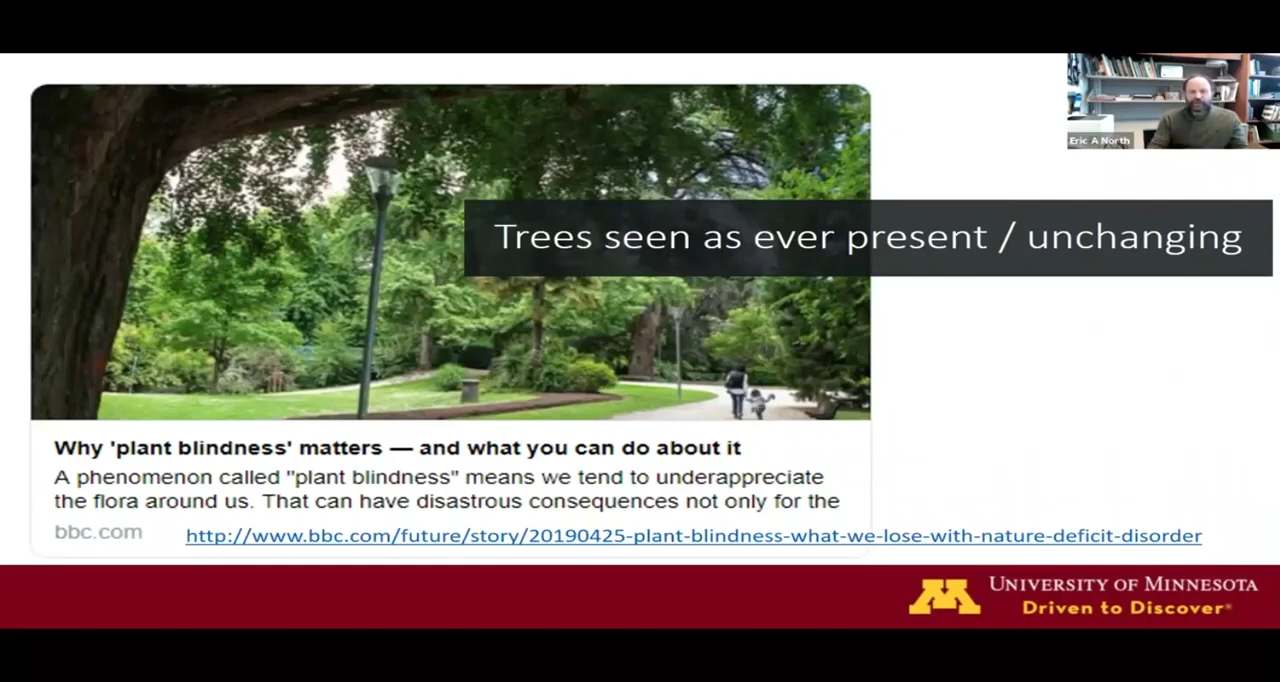 Eric A North
Trees seen as ever present / unchanging
Why 'plant blindness' matters — and what you can do about it
A phenomenon called "plant blindness" means we tend to underappreciate
the flora around us. That can have disastrous consequences not only for the
bbc.com
http://www.bbc.com/future/story/20190425-plant-blindness-what-we-lose-with-nature-deficit-disorder
M
UNIVERSITY OF MINNESOTA
Driven to Discover®